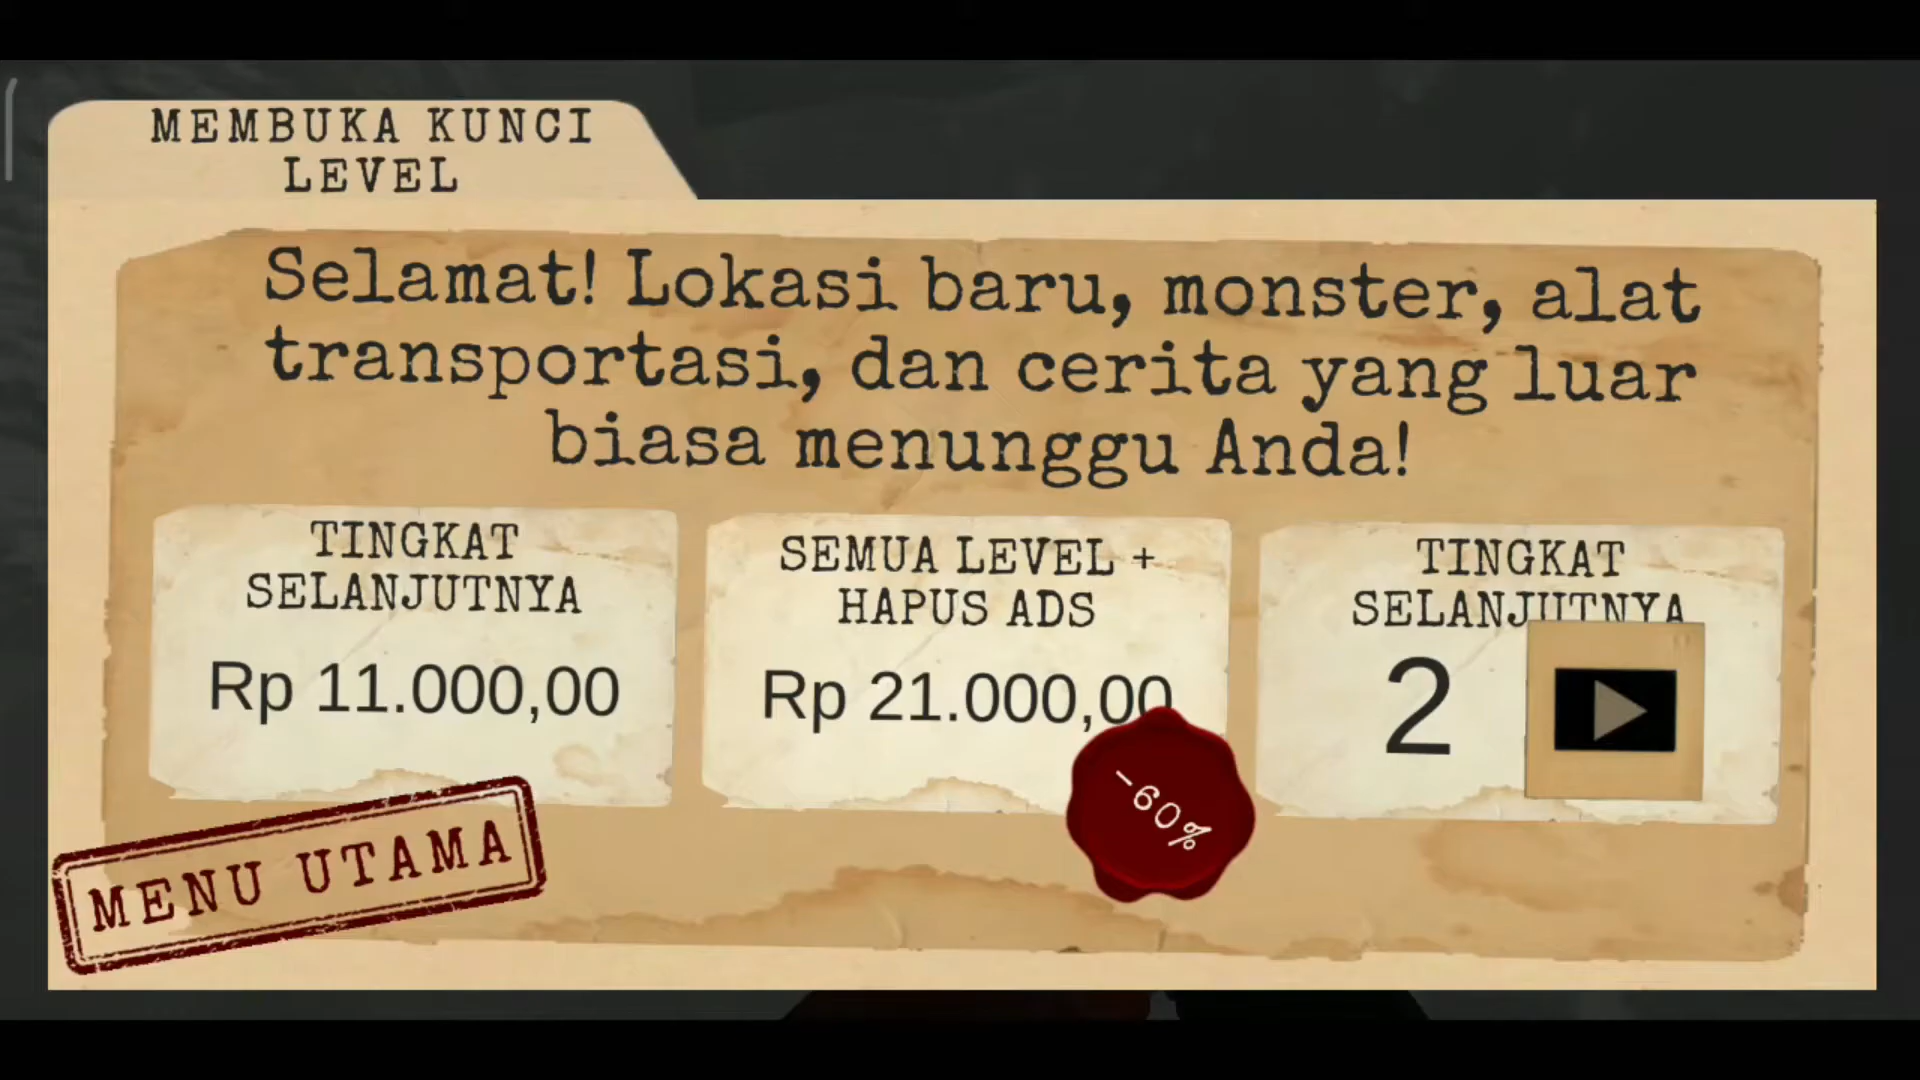 MEMBUKA KUNCI
LEVEL
Selamat! Lokasi baru, monster, alat
transportasi, dan cerita yang luar
biasa menunggu Anda!
TINGKAT
SELANJUTNYA
Rp 11.000,00
SEMUA LEVEL +
HAPUS ADS
Rp 21.000,00
-60%
TINGKAT
SELANJUTNYA
2
MENU UTAMA